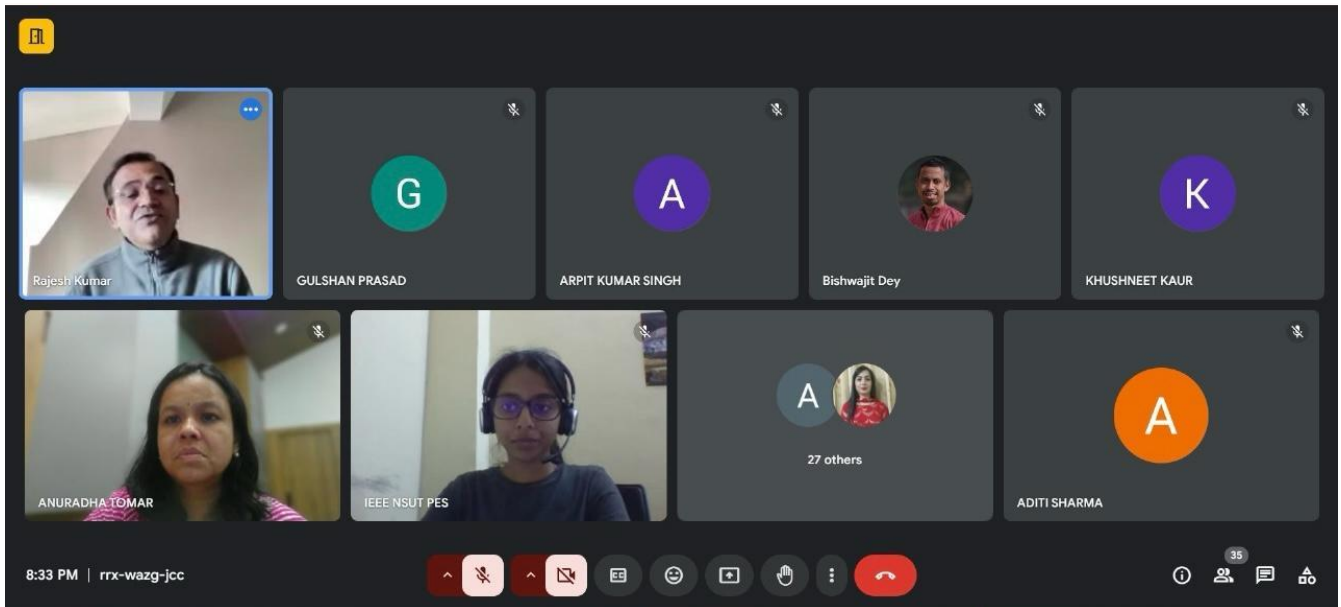 G
A
K
Rajesh Kumar
GULSHAN PRASAD
ARPIT KUMAR SINGH
Bishwajit Dey
KHUSHNEET KAUR
A
27 others
A
ANURADHA TOMAR
IEEE NSUT PES
ADITI SHARMA
8:33 PM | rrx-wazg-jcc
CC
35